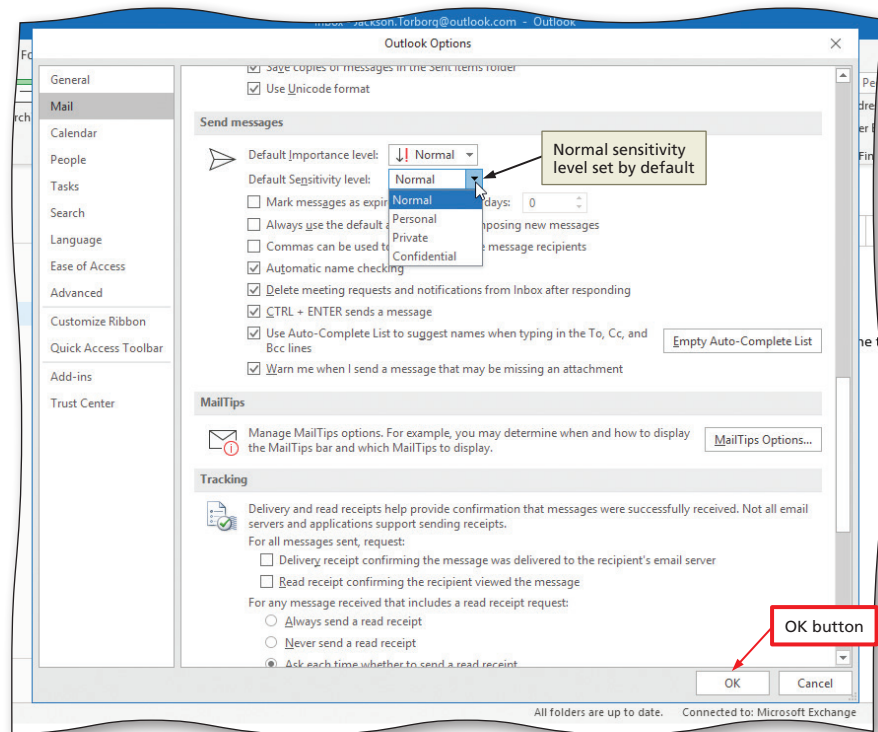 Inbox - Jackson.Torborg@outlook.com - Outlook
Outlook Options
General
Mail
Calendar
People
Tasks
Search
Language
Ease of Access
Advanced
Customize Ribbon
Quick Access Toolbar
Add-ins
Trust Center
Save copies of messages in the Sent Items folder
Use Unicode format
Send messages
Default Importance level: Normal
Default Sensitivity level: Normal
Normal
Personal
Private
Confidential
Normal sensitivity
level set by default
Mark messages as expir days: 0
Always use the default a mposing new messages
Commas can be used to e message recipients
Automatic name checking
Delete meeting requests and notifications from Inbox after responding
CTRL + ENTER sends a message
Use Auto-Complete List to suggest names when typing in the To, Cc, and
Bcc lines
Empty Auto-Complete List
Warn me when I send a message that may be missing an attachment
MailTips
Manage MailTips options. For example, you may determine when and how to display
the MailTips bar and which MailTips to display.
MailTips Options...
Tracking
Delivery and read receipts help provide confirmation that messages were successfully received. Not all email
servers and applications support sending receipts.
For all messages sent, request:
Delivery receipt confirming the message was delivered to the recipient's email server
Read receipt confirming the recipient viewed the message
For any message received that includes a read receipt request:
Always send a read receipt
Never send a read receipt
Ask each time whether to send a read receipt
OK button
OK
Cancel
All folders are up to date. Connected to: Microsoft Exchange